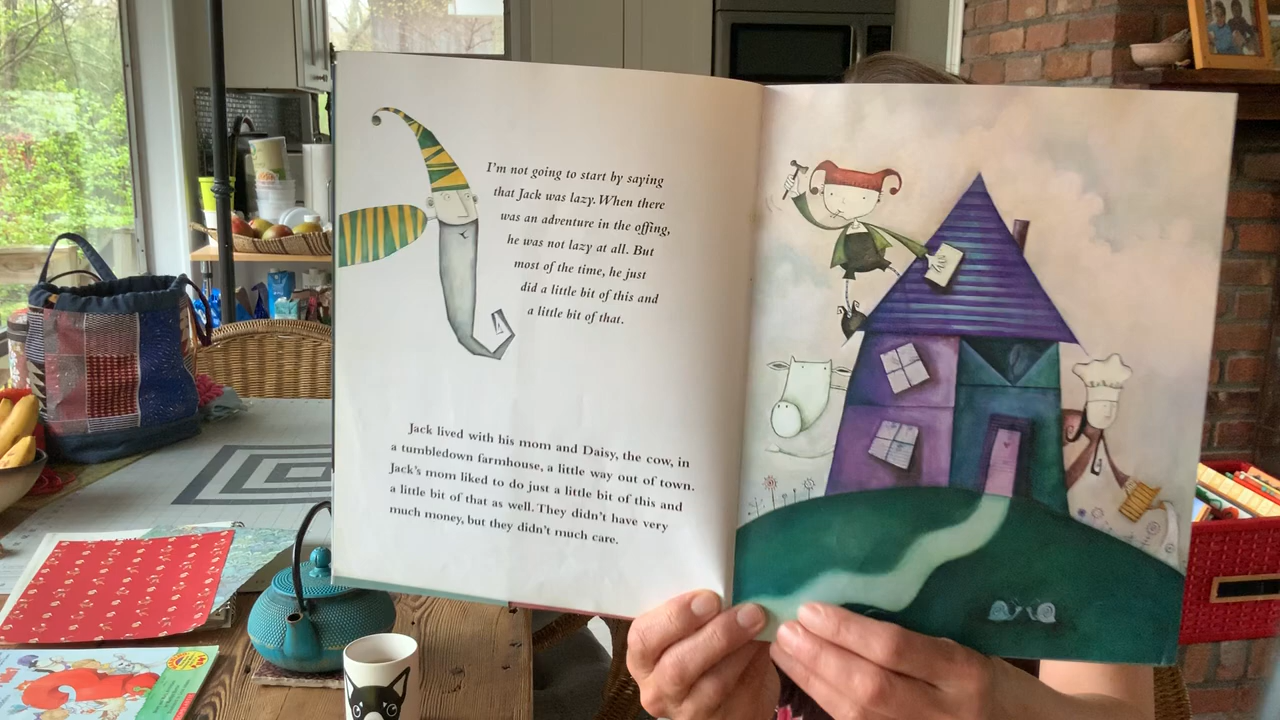 I'm not going to start by saying
that Jack was lazy. When there
was an adventure in the offing,
he was not lazy at all. But
most of the time, he just
did a little bit of this and
a little bit of that.
Jack lived with his mom and Daisy, the cow, in
a tumbledown farmhouse, a little way out of town.
Jack's mom liked to do just a little bit of this and
a little bit of that as well. They didn't have very
much money, but they didn't much care.